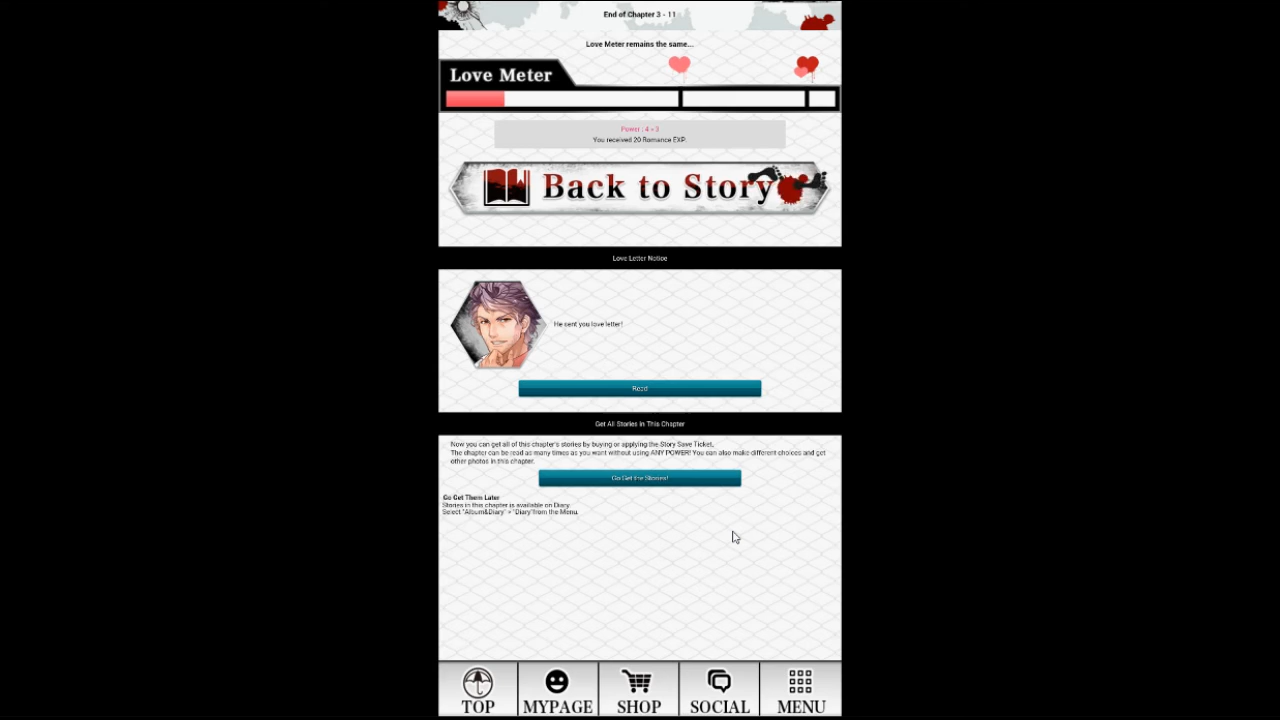 End of Chapter 3 - 11
Love Meter remains the same...
Love Meter
Power : 4 » 3
You received 20 Romance EXP.
Back to Story
Love Letter Notice
He sent you love letter!
Read
Get All Stories in This Chapter
Now you can get all of this chapter's stories by buying or applying the Story Save Ticket.
The chapter can be read as many times as you want without using ANY POWER! You can also make different choices and get
other photos in this chapter.
Go Get the Stories!
Go Get Them Later
Stories in this chapter is available on Diary.
Select "Album&Diary" > "Diary"from the Menu.
TOP MYPAGE SHOP SOCIAL MENU